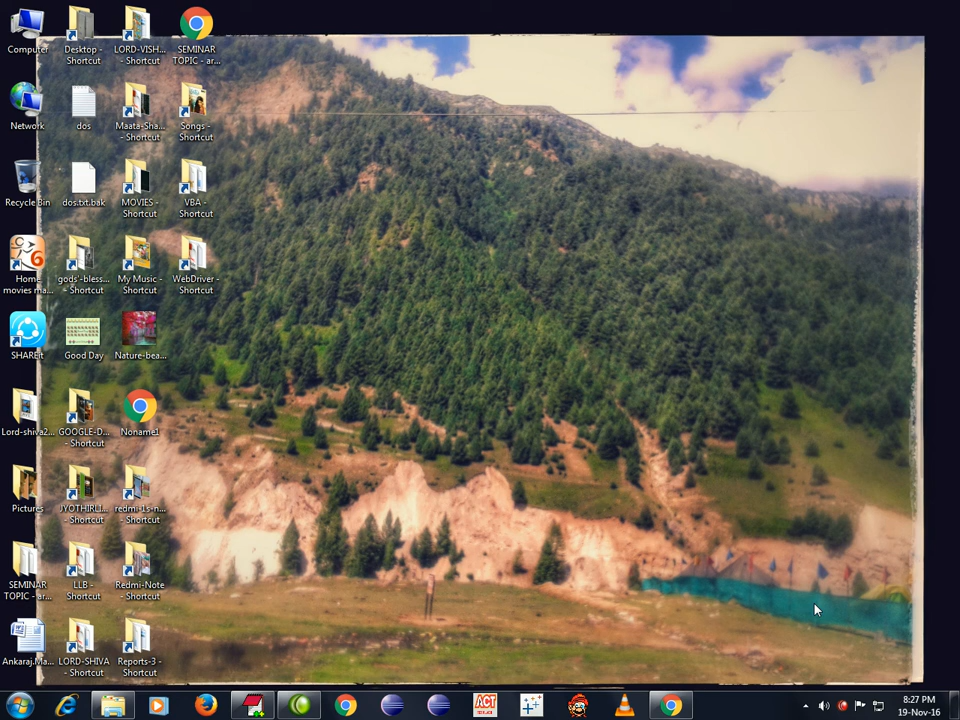 Computer
Desktop -
Shortcut
LORD-VISH...
- Shortcut
SEMINAR
TOPIC - ar...
Network
dos
Maata-Sha...
- Shortcut
Songs -
Shortcut
Recycle Bin
dos.txt.bak
MOVIES -
Shortcut
VBA -
Shortcut
Home
movies ma...
'gods'-bless...
- Shortcut
My Music -
Shortcut
WebDriver -
Shortcut
SHAREit
Good Day
Nature-bea...
Lord-shiva2...
GOOGLE-D...
- Shortcut
Noname1
Pictures
JYOTHIRLI...
- Shortcut
redmi-1s-n...
- Shortcut
SEMINAR
TOPIC - ar...
LLB -
Shortcut
Redmi-Note
- Shortcut
Ankaraj.Ma...
LORD-SHIVA
- Shortcut
Reports-3 -
Shortcut
ACT
8:27 PM
19-Nov-16